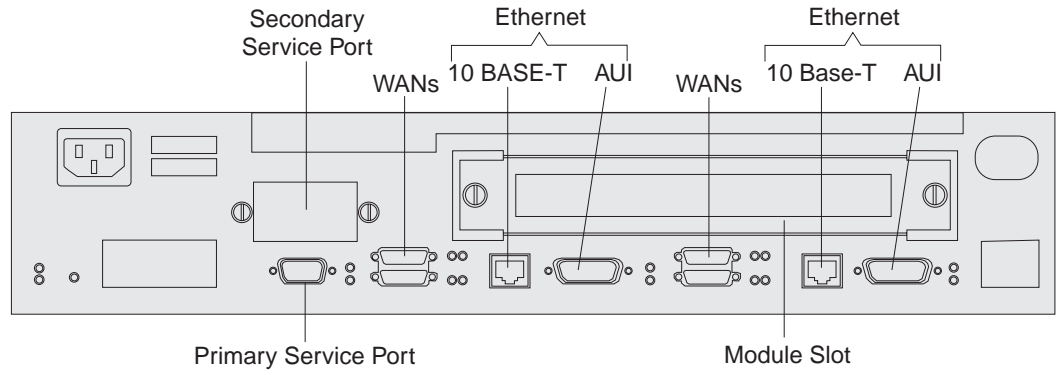 Secondary
Service Port
Ethernet
Ethernet
WANs
10 BASE-T
AUI
WANs
10 Base-T
AUI
Primary Service Port
Module Slot